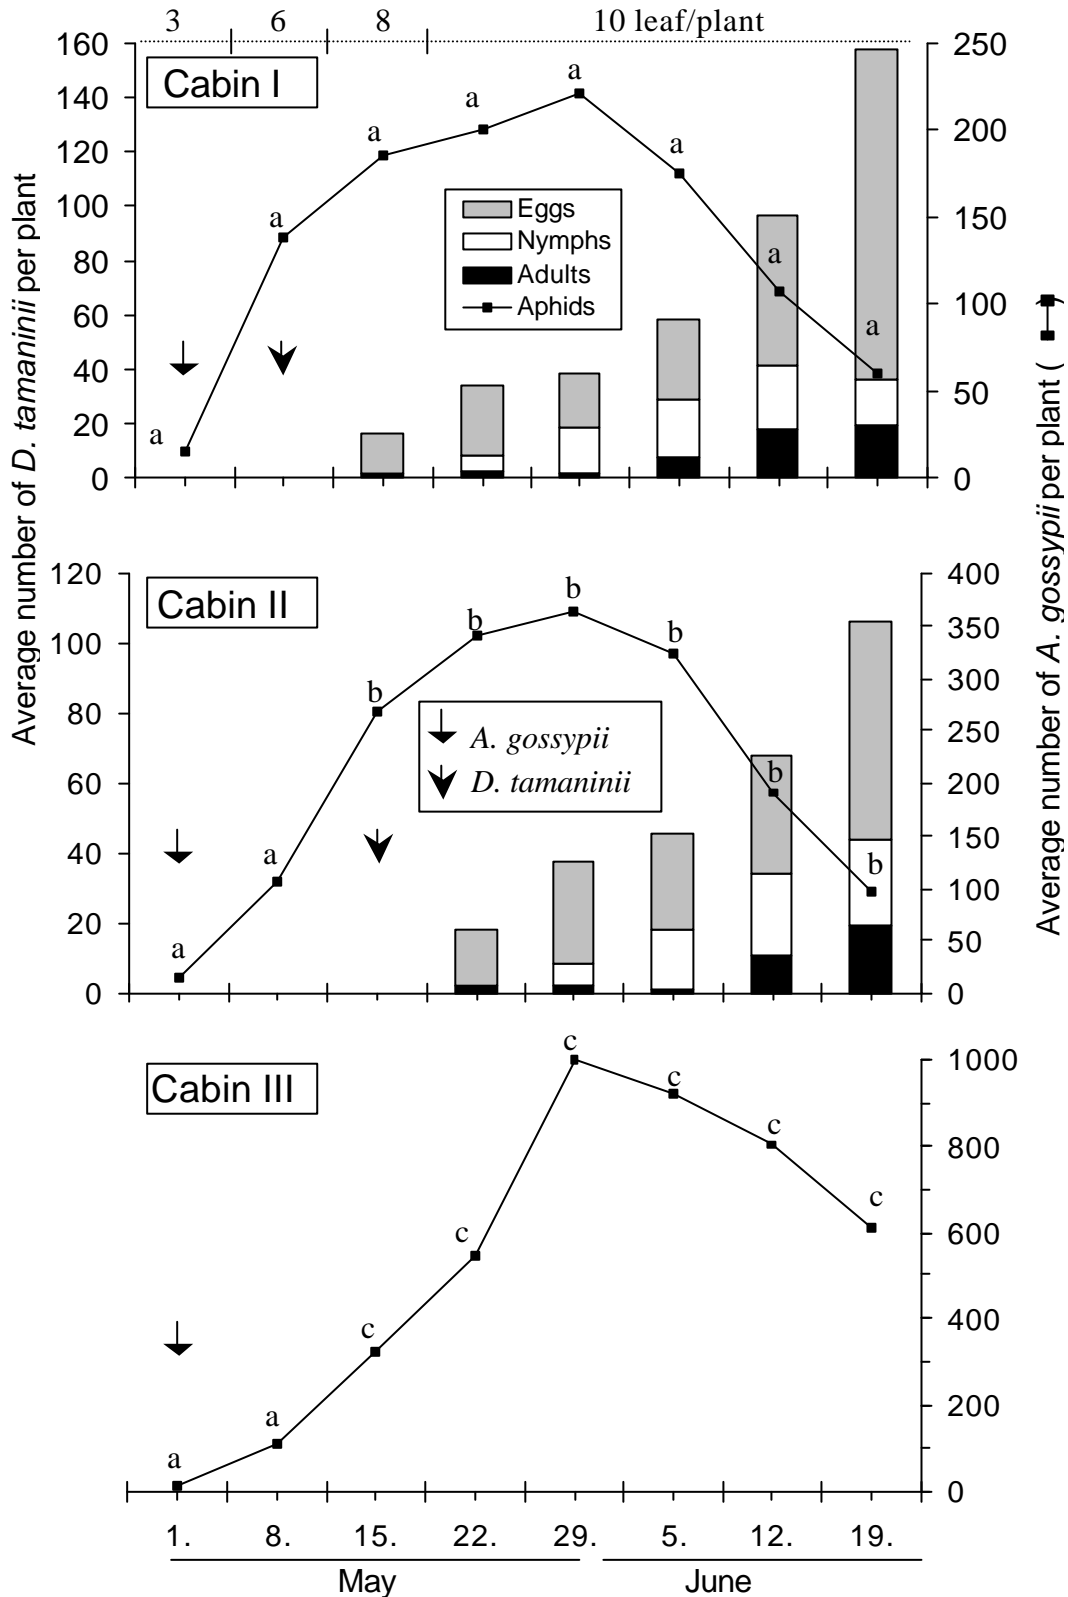 3 6 8 10 leaf/plant
Cabin I
160
140
120
100
80
60
40
20
0
250
200
150
100
50
0
a a a a a a a a
Eggs
Nymphs
Adults
Aphids
Average number of D. tamaninii per plant
Average number of A. gossypii per plant (
)
Cabin II
120
100
80
60
40
20
0
400
350
300
250
200
150
100
50
0
a a b b b b b b
A. gossypii
D. tamaninii
Cabin III
1000
800
600
400
200
0
a a c c c c c c
1. 8. 15. 22. 29. 5. 12. 19.
May June